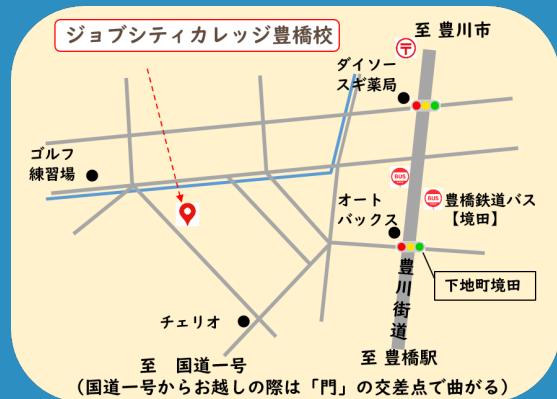 ジョブシティカレッジ豊橋校
至 豊川市
〒
ダイソー
スギ薬局
ゴルフ
練習場
BUS
オート
バックス
BUS
豊橋鉄道バス
【境田】
下地町境田
豊川街道
チェリオ
至 国道一号
至 豊橋駅
(国道一号からお越しの際は「門」の交差点で曲がる)